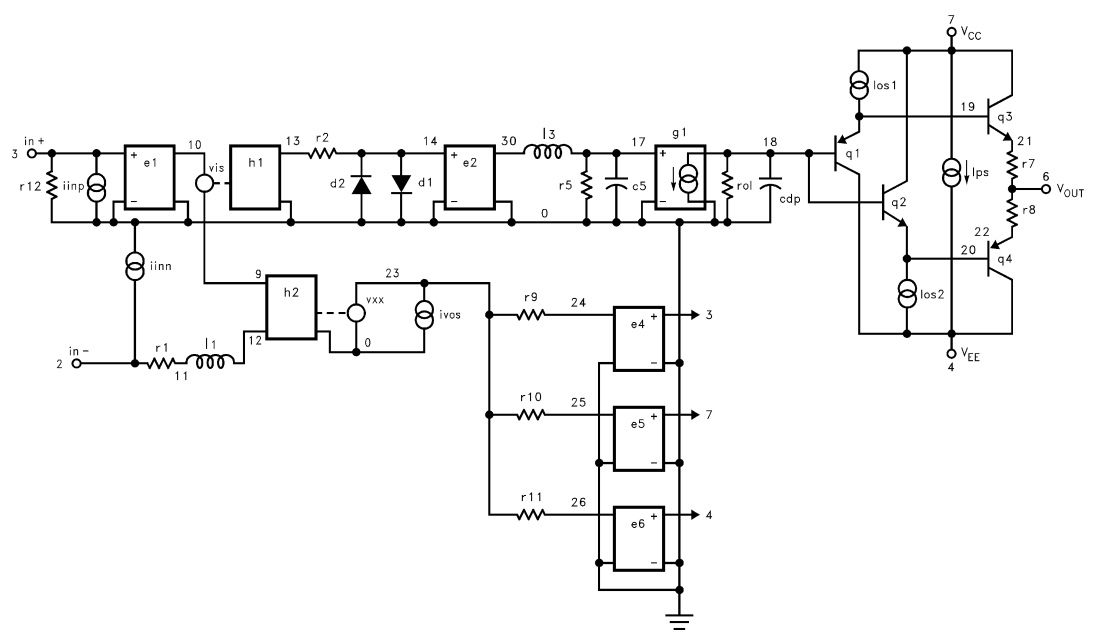 7
VCC
Ios1
19
q3
21
in+
3
e1
10
vis
h1
13
r2
14
e2
30
l3
17
g1
18
q1
Ips
r7
6
VOUT
r12
iinp
d2
d1
r5
c5
rol
cdp
q2
r8
22
0
20
q4
iinn
9
h2
23
vxx
ivos
Ios2
r9
24
e4
3
VEE
4
in-
2
r1
11
l1
12
0
r10
25
e5
7
r11
26
e6
4
+
-
+
-
+
-
+
-
+
-
+
-